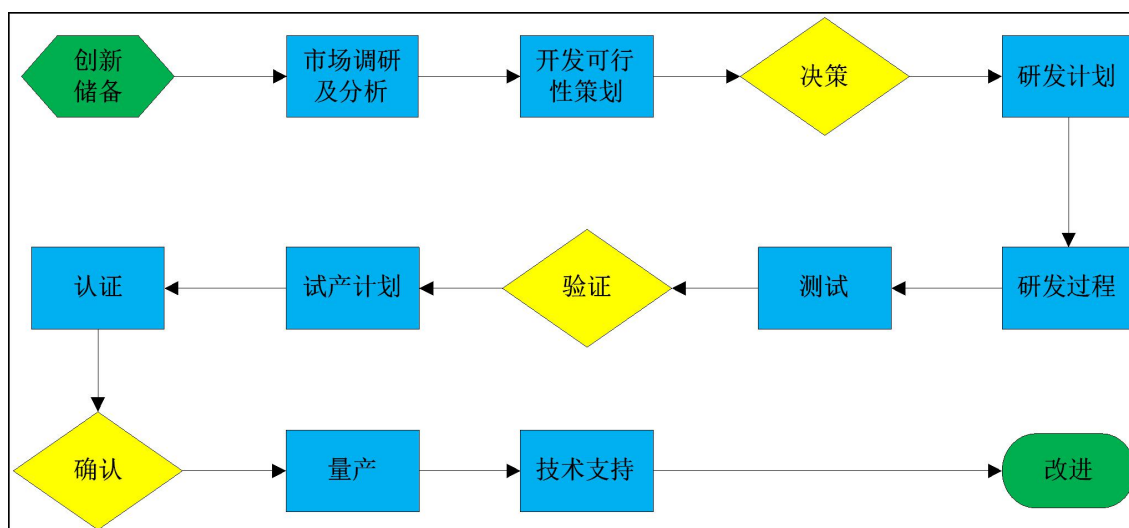 创新
储备
市场调研
及分析
开发可行
性策划
决策
研发计划
认证
试产计划
验证
测试
研发过程
确认
量产
技术支持
改进